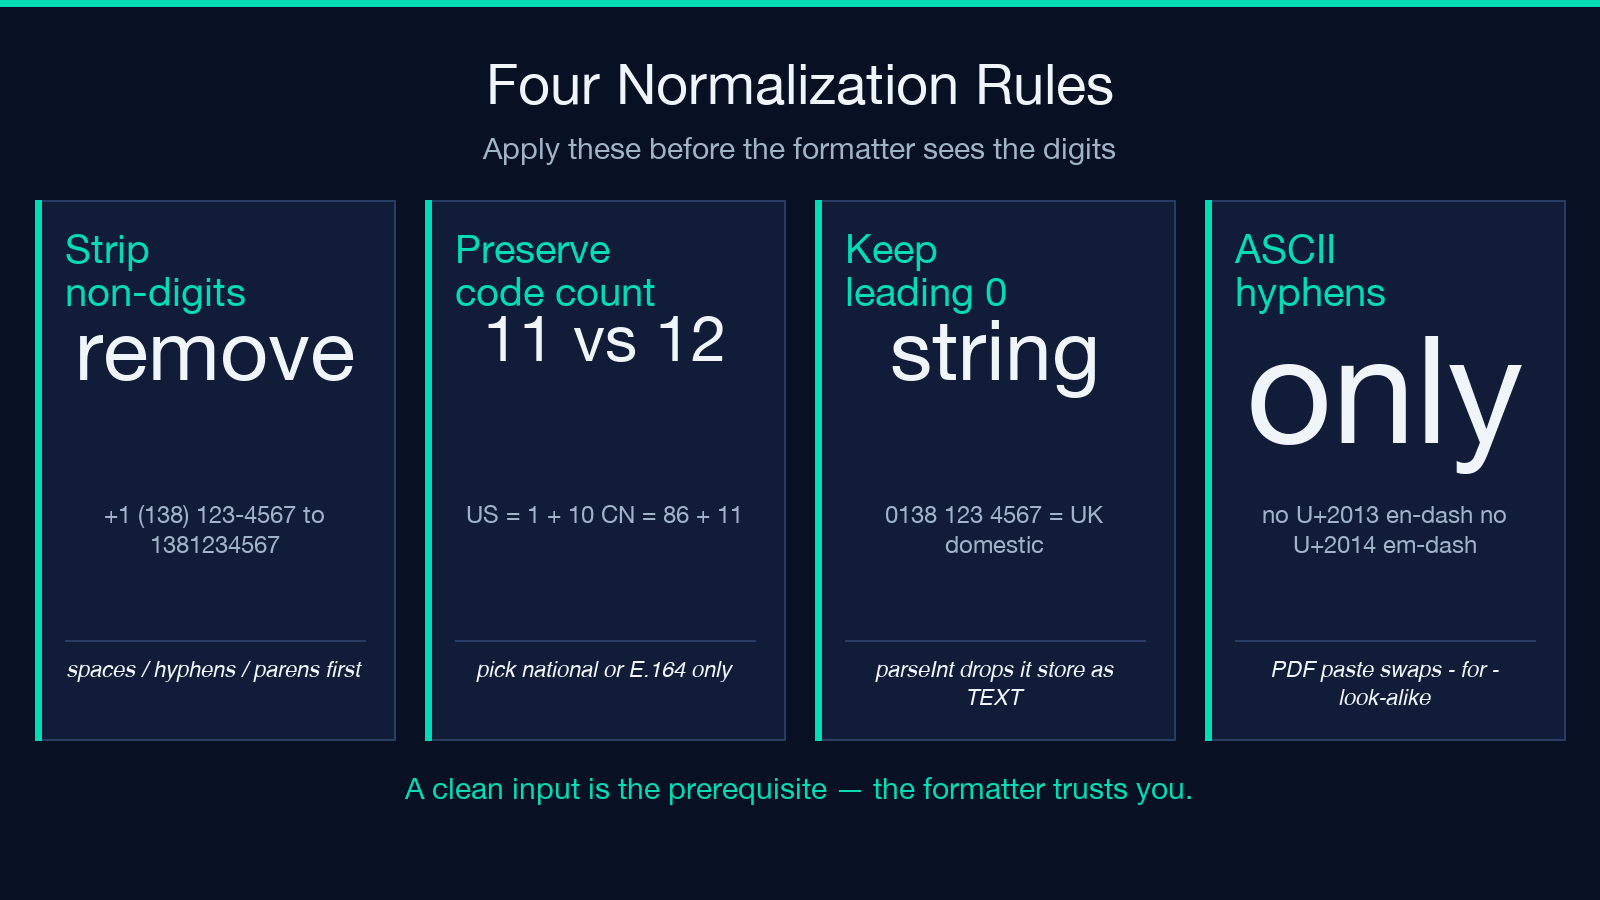 Four Normalization Rules
Apply these before the formatter sees the digits
Strip
non-digits
remove
+1 (138) 123-4567 to
1381234567
spaces / hyphens / parens first
Preserve
code count
11 vs 12
US = 1 + 10 CN = 86 + 11
pick national or E.164 only
Keep
leading 0
string
0138 123 4567 = UK
domestic
parseInt drops it store as
TEXT
ASCII
hyphens
only
no U+2013 en-dash no
U+2014 em-dash
PDF paste swaps - for -
look-alike
A clean input is the prerequisite — the formatter trusts you.